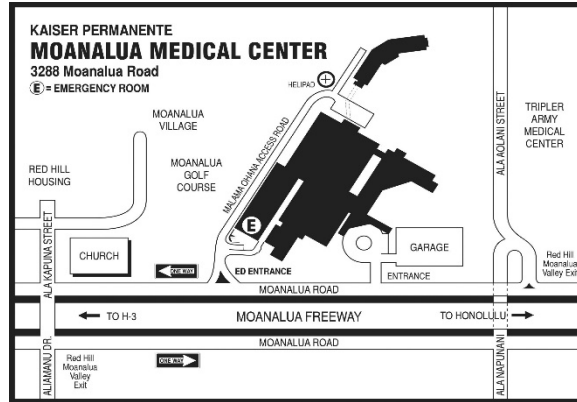 KAISER PERMANENTE
MOANALUA MEDICAL CENTER
3288 Moanalua Road
E = EMERGENCY ROOM
HELIPAD
MOANALUA
VILLAGE
TRIPLER
ARMY
MEDICAL
CENTER
ALA AOLANI STREET
RED HILL
HOUSING
MOANALUA
GOLF
COURSE
MALAMA OHANA ACCESS ROAD
E
ALA KAPUNA STREET
CHURCH
GARAGE
ONE WAY
ED ENTRANCE
ENTRANCE
Red Hill
Moanalua
Valley Exit
MOANALUA ROAD
TO H-3
MOANALUA FREEWAY
TO HONOLULU
MOANALUA ROAD
ALIAMANU DR.
Red Hill
Moanalua
Valley
Exit
ONE WAY
ALA NAPUNANI